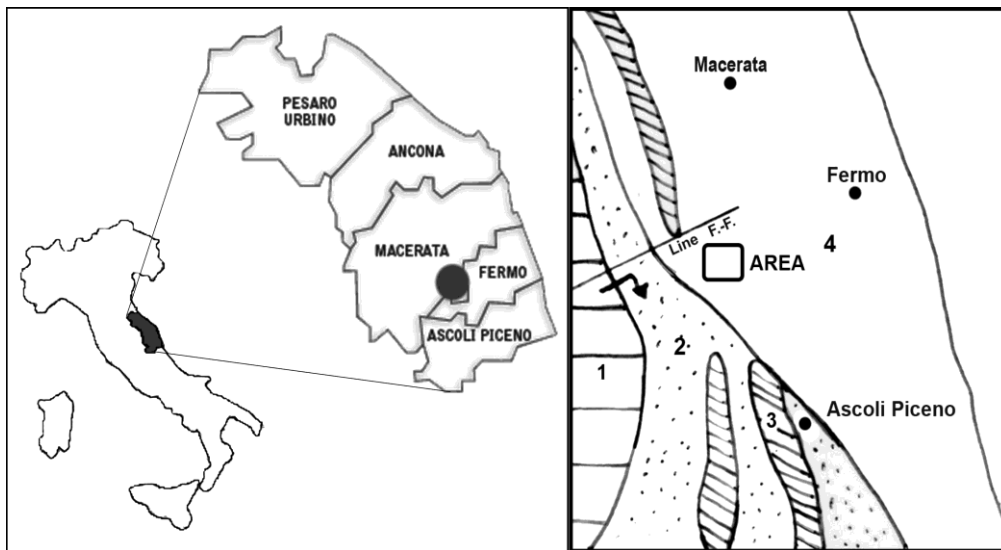 PESARO
URBINO
ANCONA
MACERATA
FERMO
ASCOLI PICENO
Macerata
Fermo
Line F.-F.
4
AREA
2
1
3
Ascoli Piceno